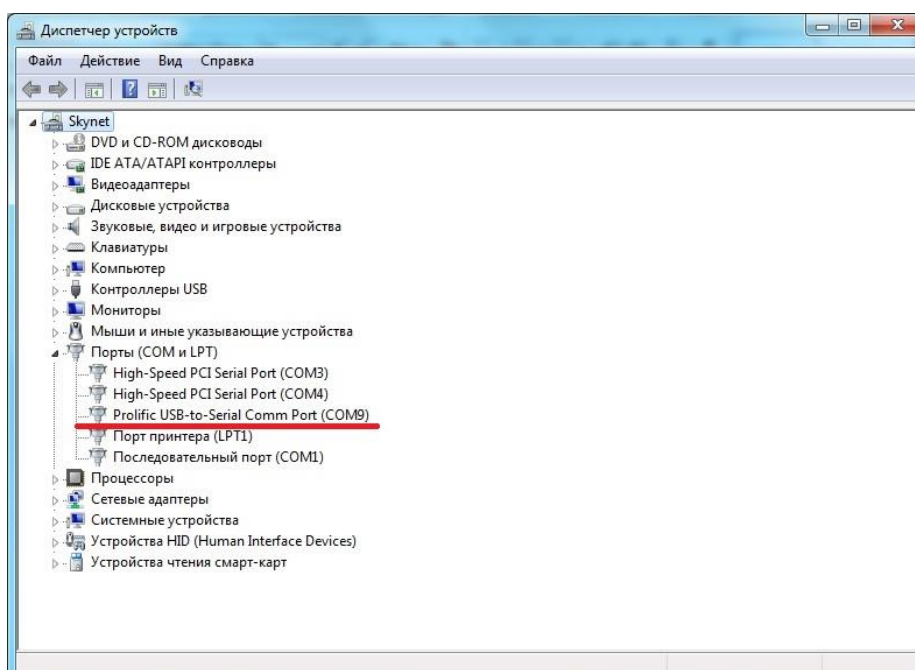 Диспетчер устройств
Файл Действие Вид Справка
Skynet
DVD и CD-ROM дисководы
IDE ATA/ATAPI контроллеры
Видеоадаптеры
Дисковые устройства
Звуковые, видео и игровые устройства
Клавиатуры
Компьютер
Контроллеры USB
Мониторы
Мыши и иные указывающие устройства
Порты (COM и LPT)
High-Speed PCI Serial Port (COM3)
High-Speed PCI Serial Port (COM4)
Prolific USB-to-Serial Comm Port (COM9)
Порт принтера (LPT1)
Последовательный порт (COM1)
Процессоры
Сетевые адаптеры
Системные устройства
Устройства HID (Human Interface Devices)
Устройства чтения смарт-карт